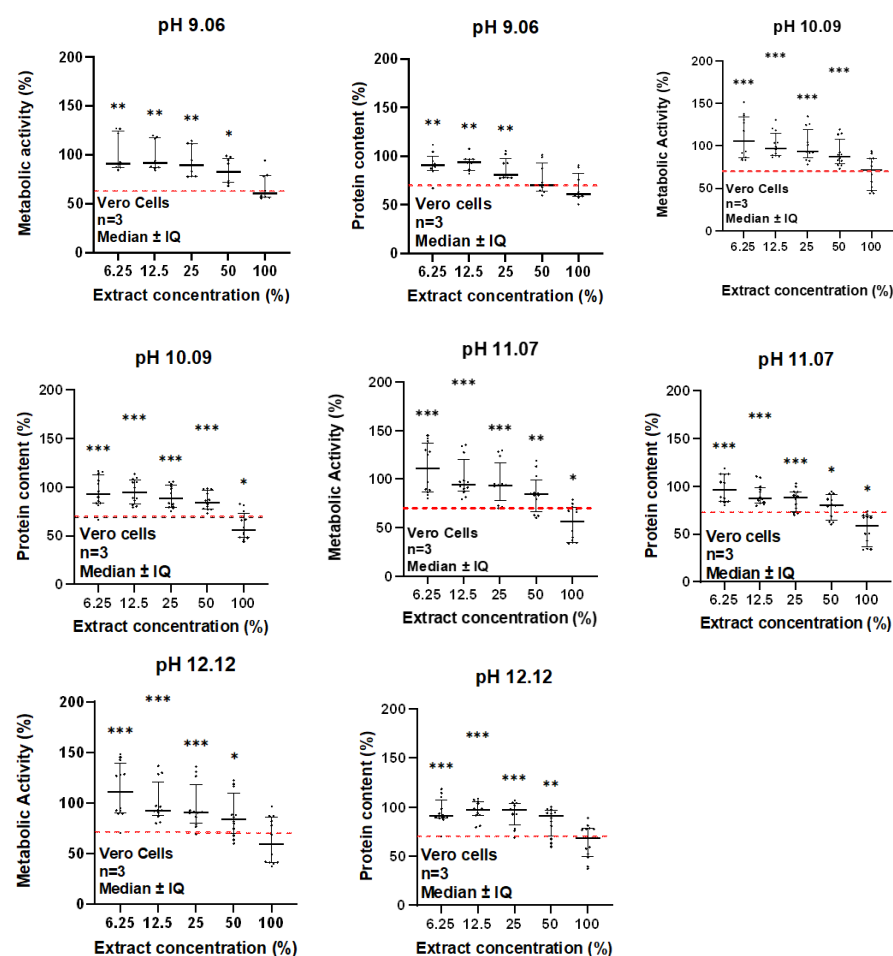 pH 9.06
Metabolic activity (%)
200
150
100
50
0
** ** ** *
Vero Cells
n=3
Median ± IQ
6.25 12.5 25 50 100
Extract concentration (%)
pH 9.06
Protein content (%)
200
150
100
50
0
** ** **
Vero Cells
n=3
Median ± IQ
6.25 12.5 25 50 100
Extract concentration (%)
pH 10.09
Metabolic Activity (%)
200
150
100
50
0
*** *** *** ***
Vero Cells
n=3
Median ± IQ
6.25 12.5 25 50 100
Extract concentration (%)
pH 10.09
Protein content (%)
200
150
100
50
0
*** *** *** *** *
Vero cells
n=3
Median ± IQ
6.25 12.5 25 50 100
Extract concentration (%)
pH 11.07
Metabolic Activity (%)
200
150
100
50
0
*** *** *** ** *
Vero Cells
n=3
Median ± IQ
6.25 12.5 25 50 100
Extract concentration (%)
pH 11.07
Protein content (%)
200
150
100
50
0
*** *** *** * *
Vero cells
n=3
Median ± IQ
6.25 12.5 25 50 100
Extract concentration (%)
pH 12.12
Metabolic Activity (%)
200
150
100
50
0
*** *** *** *
Vero Cells
n=3
Median ± IQ
6.25 12.5 25 50 100
Extract concentration (%)
pH 12.12
Protein content (%)
200
150
100
50
0
*** *** *** **
Vero cells
n=3
Median ± IQ
6.25 12.5 25 50 100
Extract concentration (%)